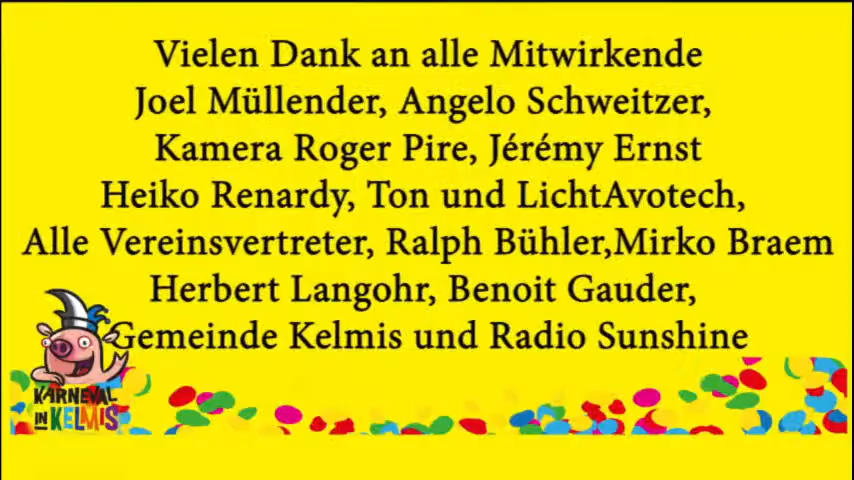 Vielen Dank an alle Mitwirkende
Joel Müllender, Angelo Schweitzer,
Kamera Roger Pire, Jérémy Ernst
Heiko Renardy, Ton und LichtAvotech,
Alle Vereinsvertreter, Ralph Bühler,Mirko Braem
Herbert Langohr, Benoit Gauder,
Gemeinde Kelmis und Radio Sunshine
KARNEVAL
IN KELMIS